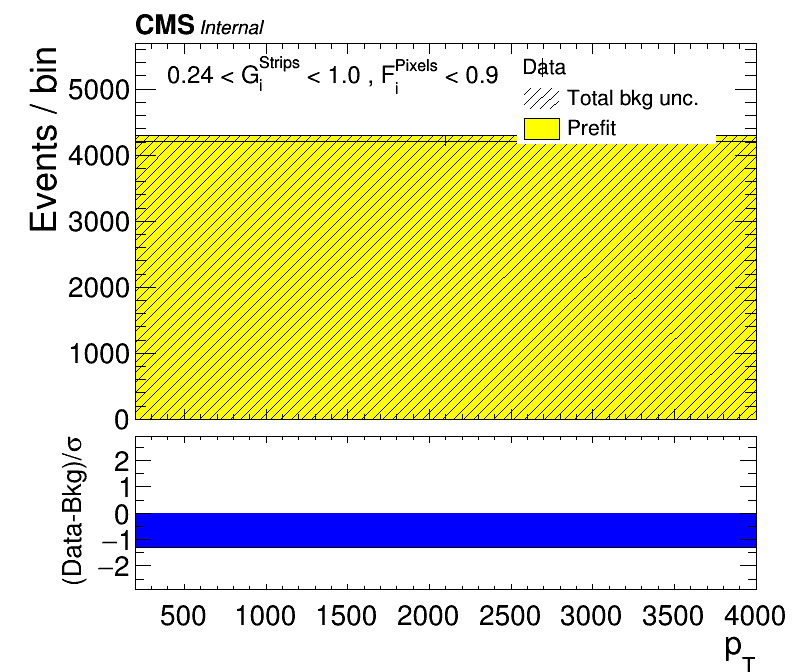 CMS Internal
0.24 < G_i^Strips < 1.0 , F_i^Pixels < 0.9
Data
Total bkg unc.
Prefit
Events / bin
5000
4000
3000
2000
1000
0
(Data-Bkg)/σ
2
1
0
−1
−2
500 1000 1500 2000 2500 3000 3500 4000
p_T